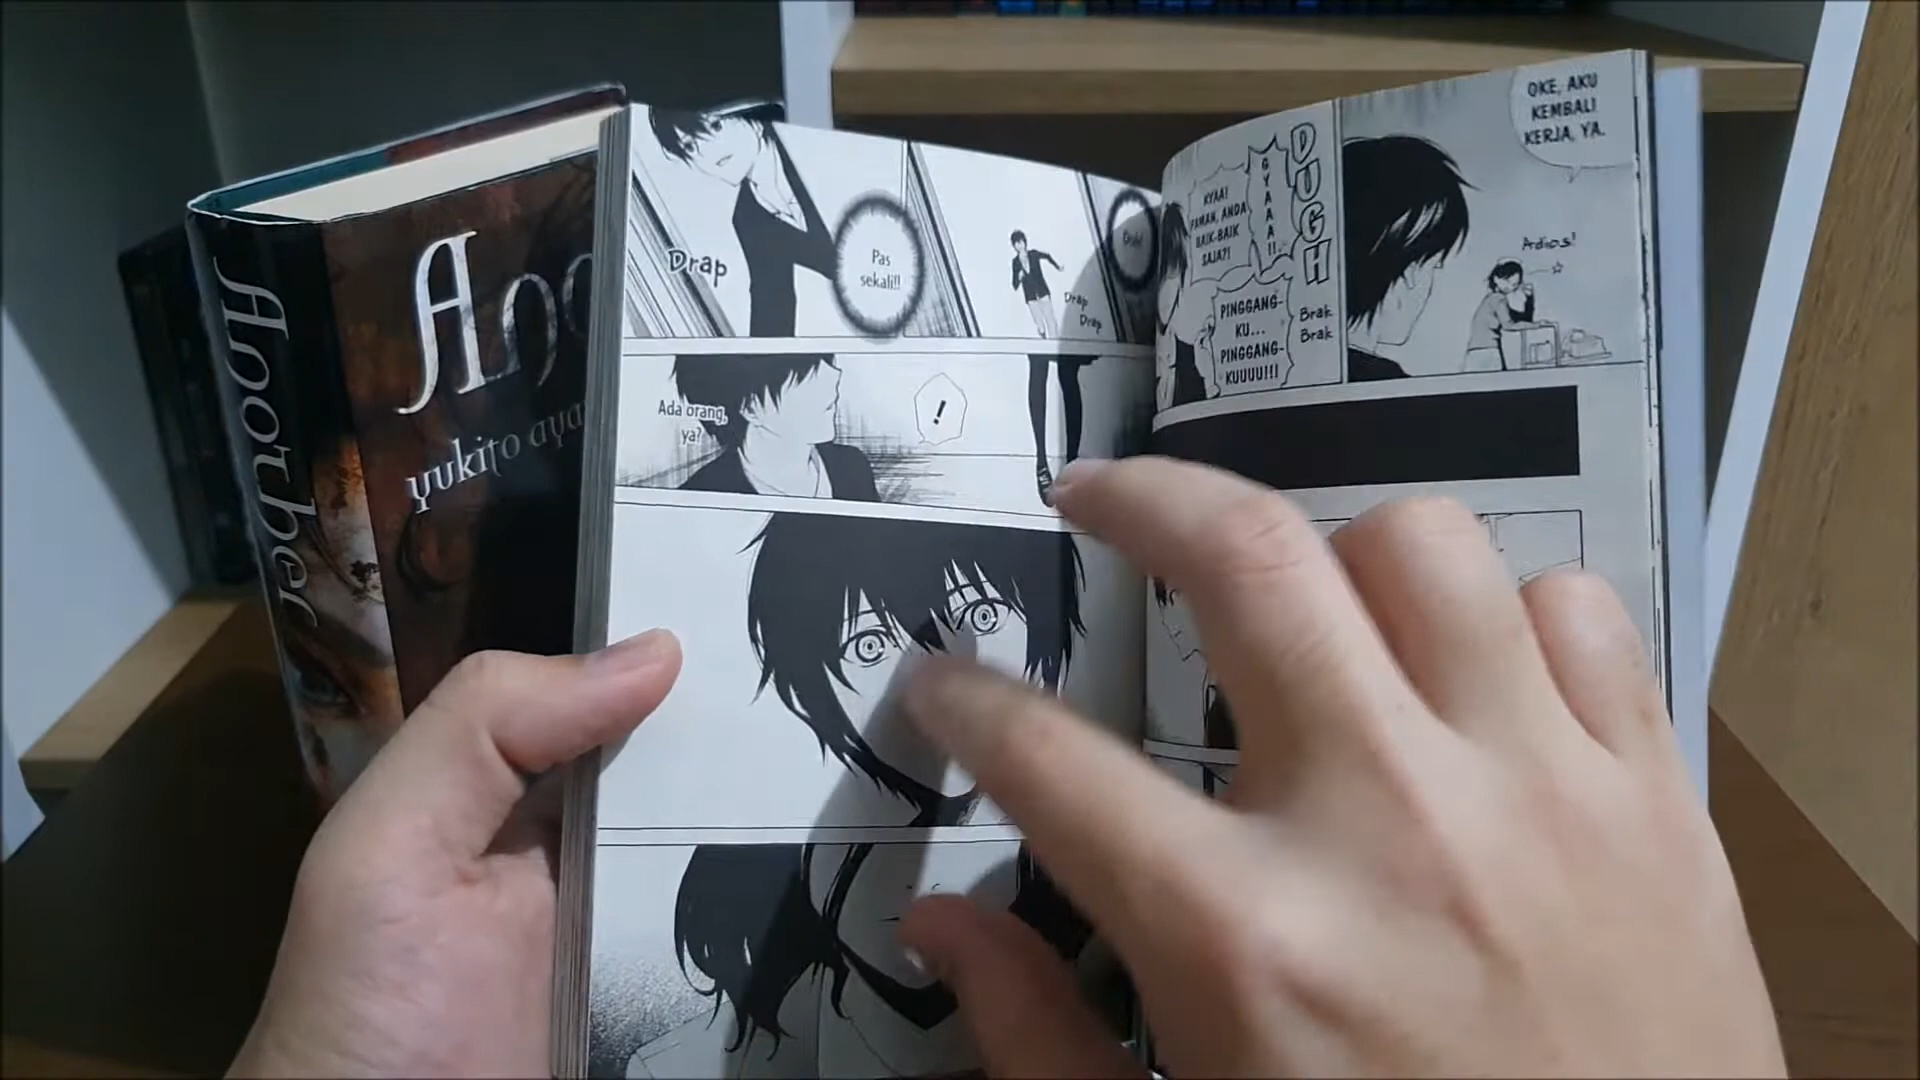 Another
Ano
yukito aya
Drap
Pas
sekali!!
Drap
Drap
Ada orang,
ya?
!
KYAA!
PAMAN, ANDA
BAIK-BAIK
SAJA?!
GYAAA!!
DUGH
PINGGANG-
KU...
PINGGANG-
KUUUU!!!
Brak
Brak
OKE, AKU
KEMBALI
KERJA, YA.
Adios!